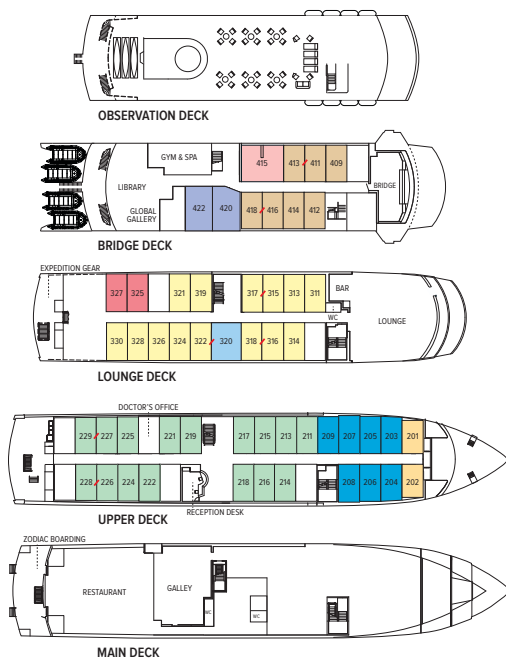 OBSERVATION DECK
GYM & SPA
415
413
411
409
LIBRARY
BRIDGE
GLOBAL
GALLERY
422
420
418
416
414
412
BRIDGE DECK
EXPEDITION GEAR
327
325
321
319
317
315
313
311
BAR
WC
LOUNGE
330
328
326
324
322
320
318
316
314
LOUNGE DECK
DOCTOR'S OFFICE
229
227
225
221
219
217
215
213
211
209
207
205
203
201
228
226
224
222
218
216
214
208
206
204
202
RECEPTION DESK
UPPER DECK
ZODIAC BOARDING
RESTAURANT
GALLEY
WC
WC
MAIN DECK